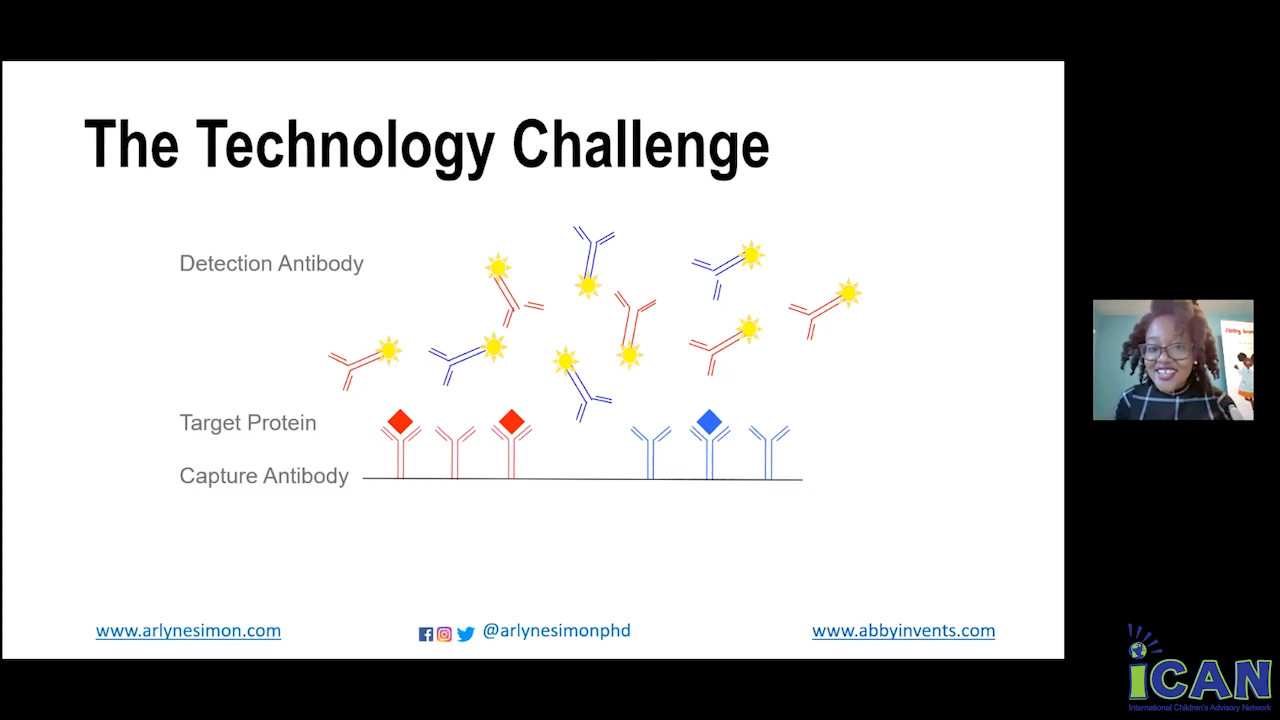 The Technology Challenge
Detection Antibody
Target Protein
Capture Antibody
www.arlynesimon.com
@arlynesimonphd
www.abbyinvents.com
iCAN
International Children's Advisory Network